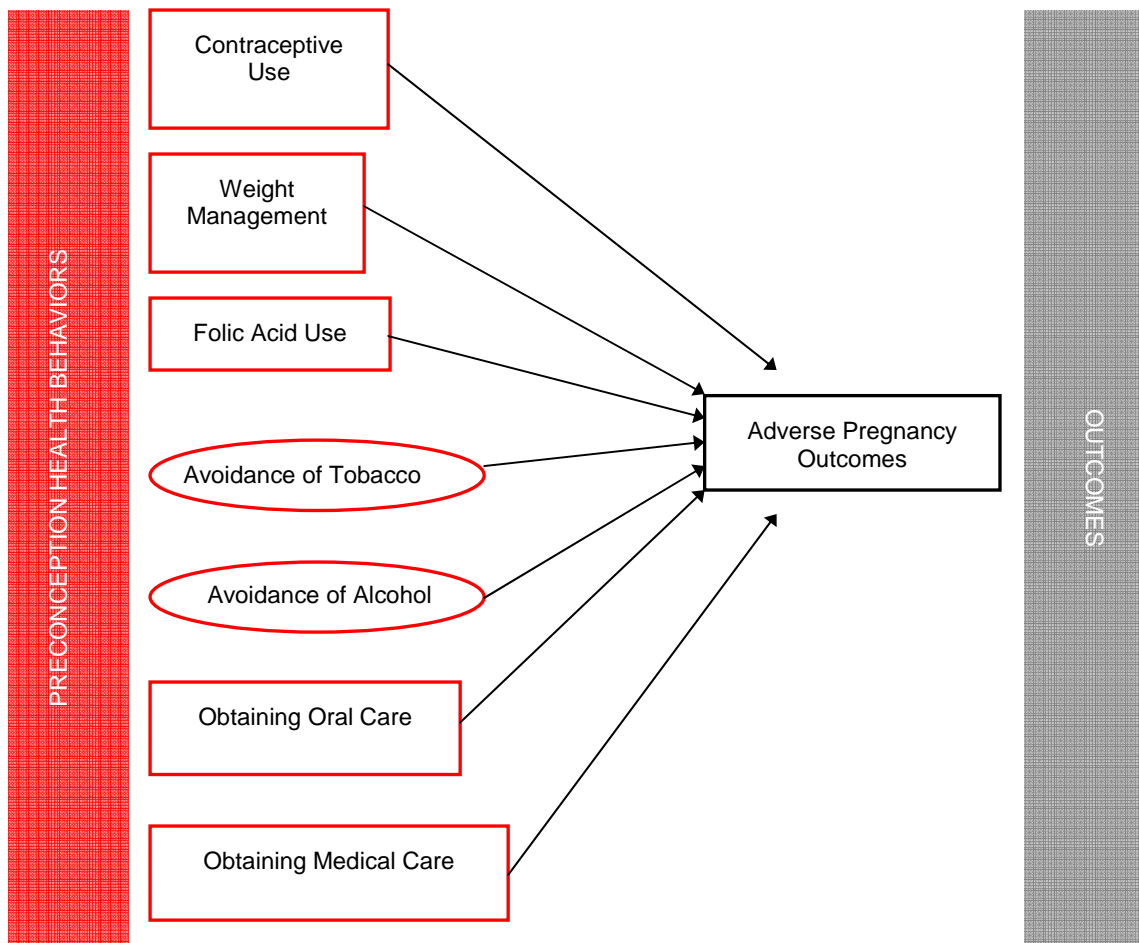 PRECONCEPTION HEALTH BEHAVIORS
Contraceptive
Use
Weight
Management
Folic Acid Use
Avoidance of Tobacco
Avoidance of Alcohol
Obtaining Oral Care
Obtaining Medical Care
Adverse Pregnancy
Outcomes
OUTCOMES